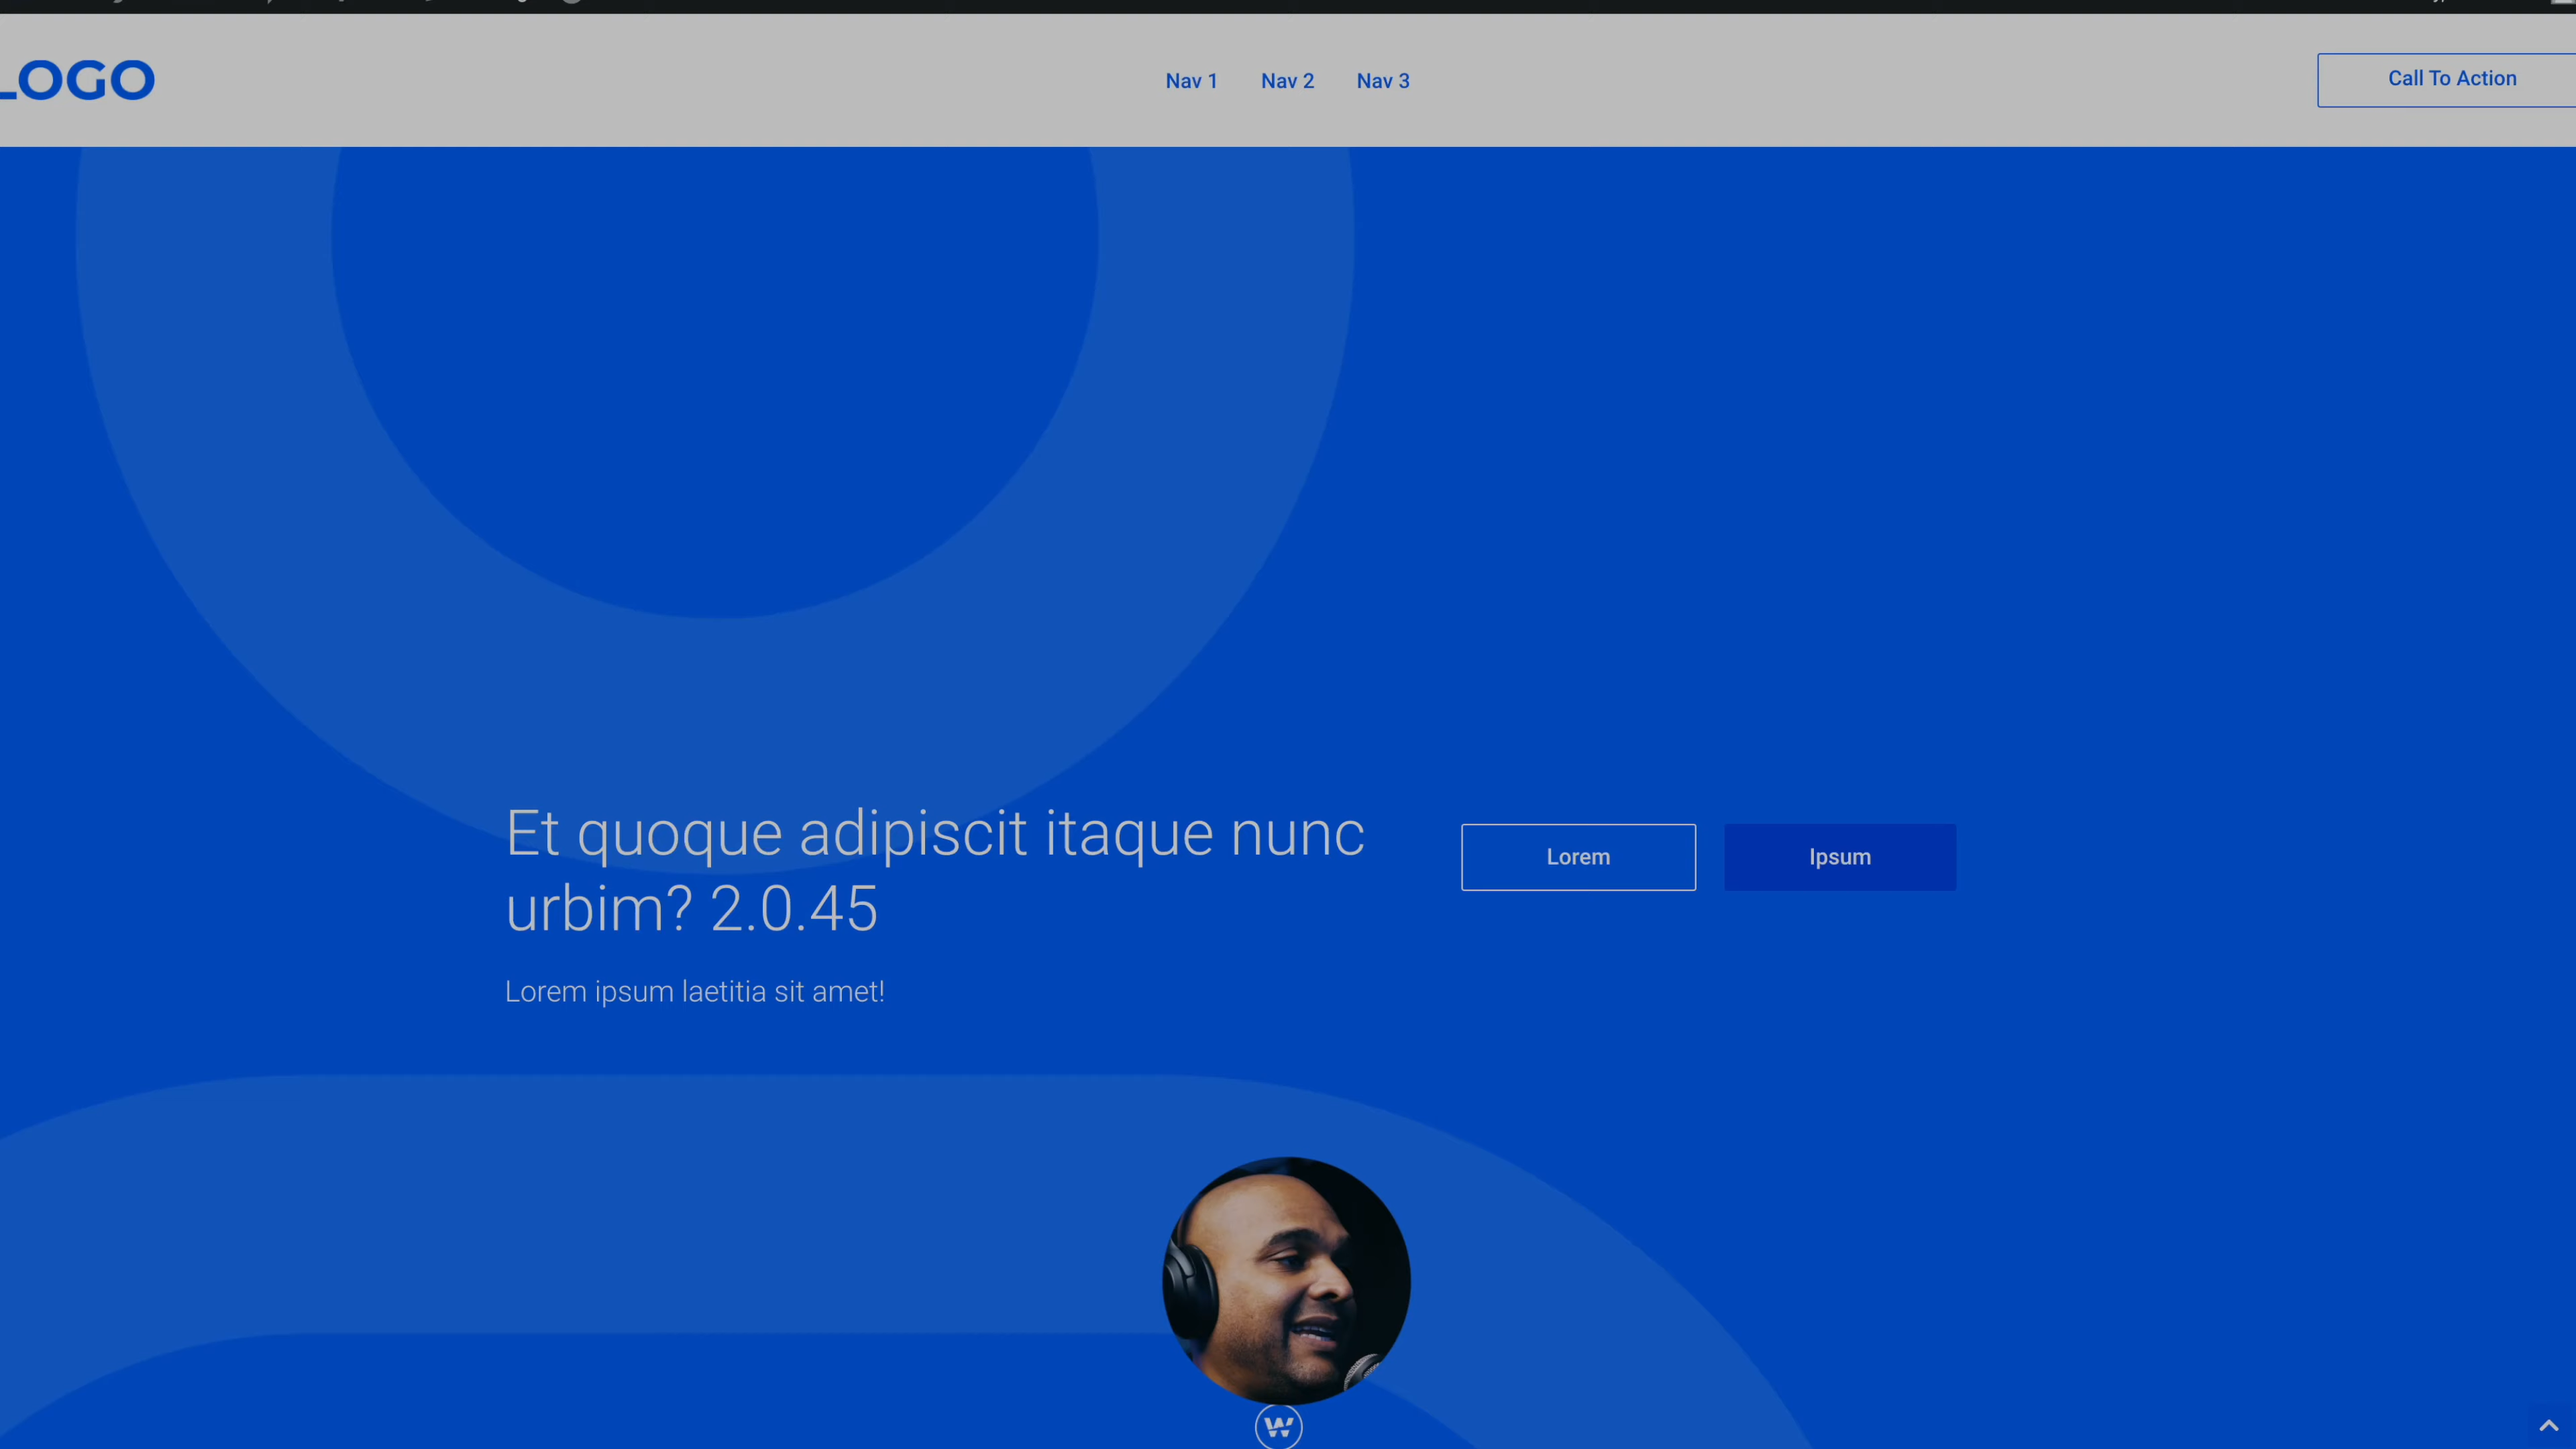 LOGO
Nav 1 Nav 2 Nav 3
Call To Action
Et quoque adipiscit itaque nunc
urbim? 2.0.45
Lorem ipsum laetitia sit amet!
Lorem
Ipsum
W